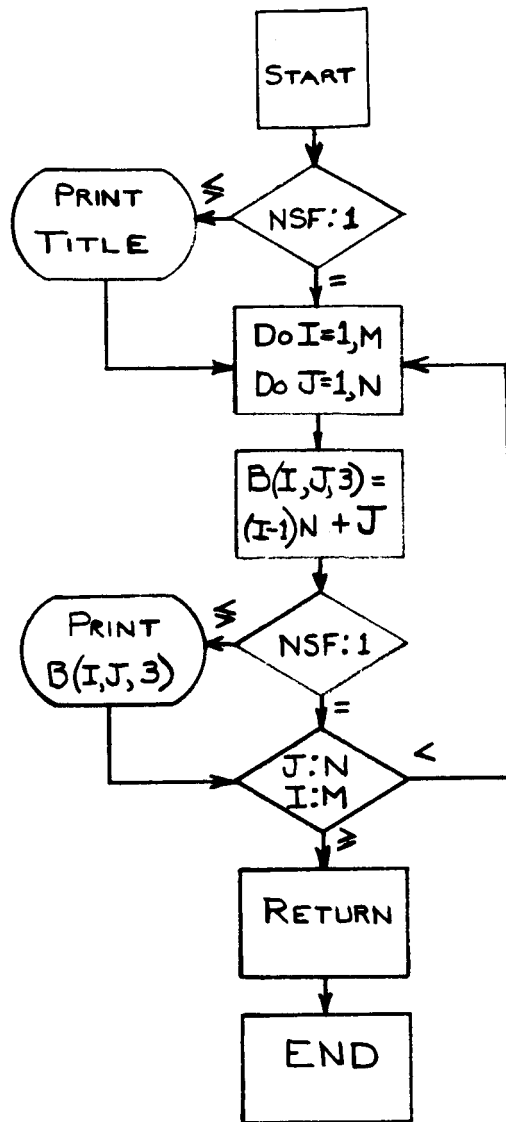 START
NSF:1
≶
PRINT
TITLE
=
DO I=1,M
DO J=1,N
B(I,J,3)=
(I-1)N + J
NSF:1
≶
PRINT
B(I,J,3)
=
J:N
I:M
<
≥
RETURN
END